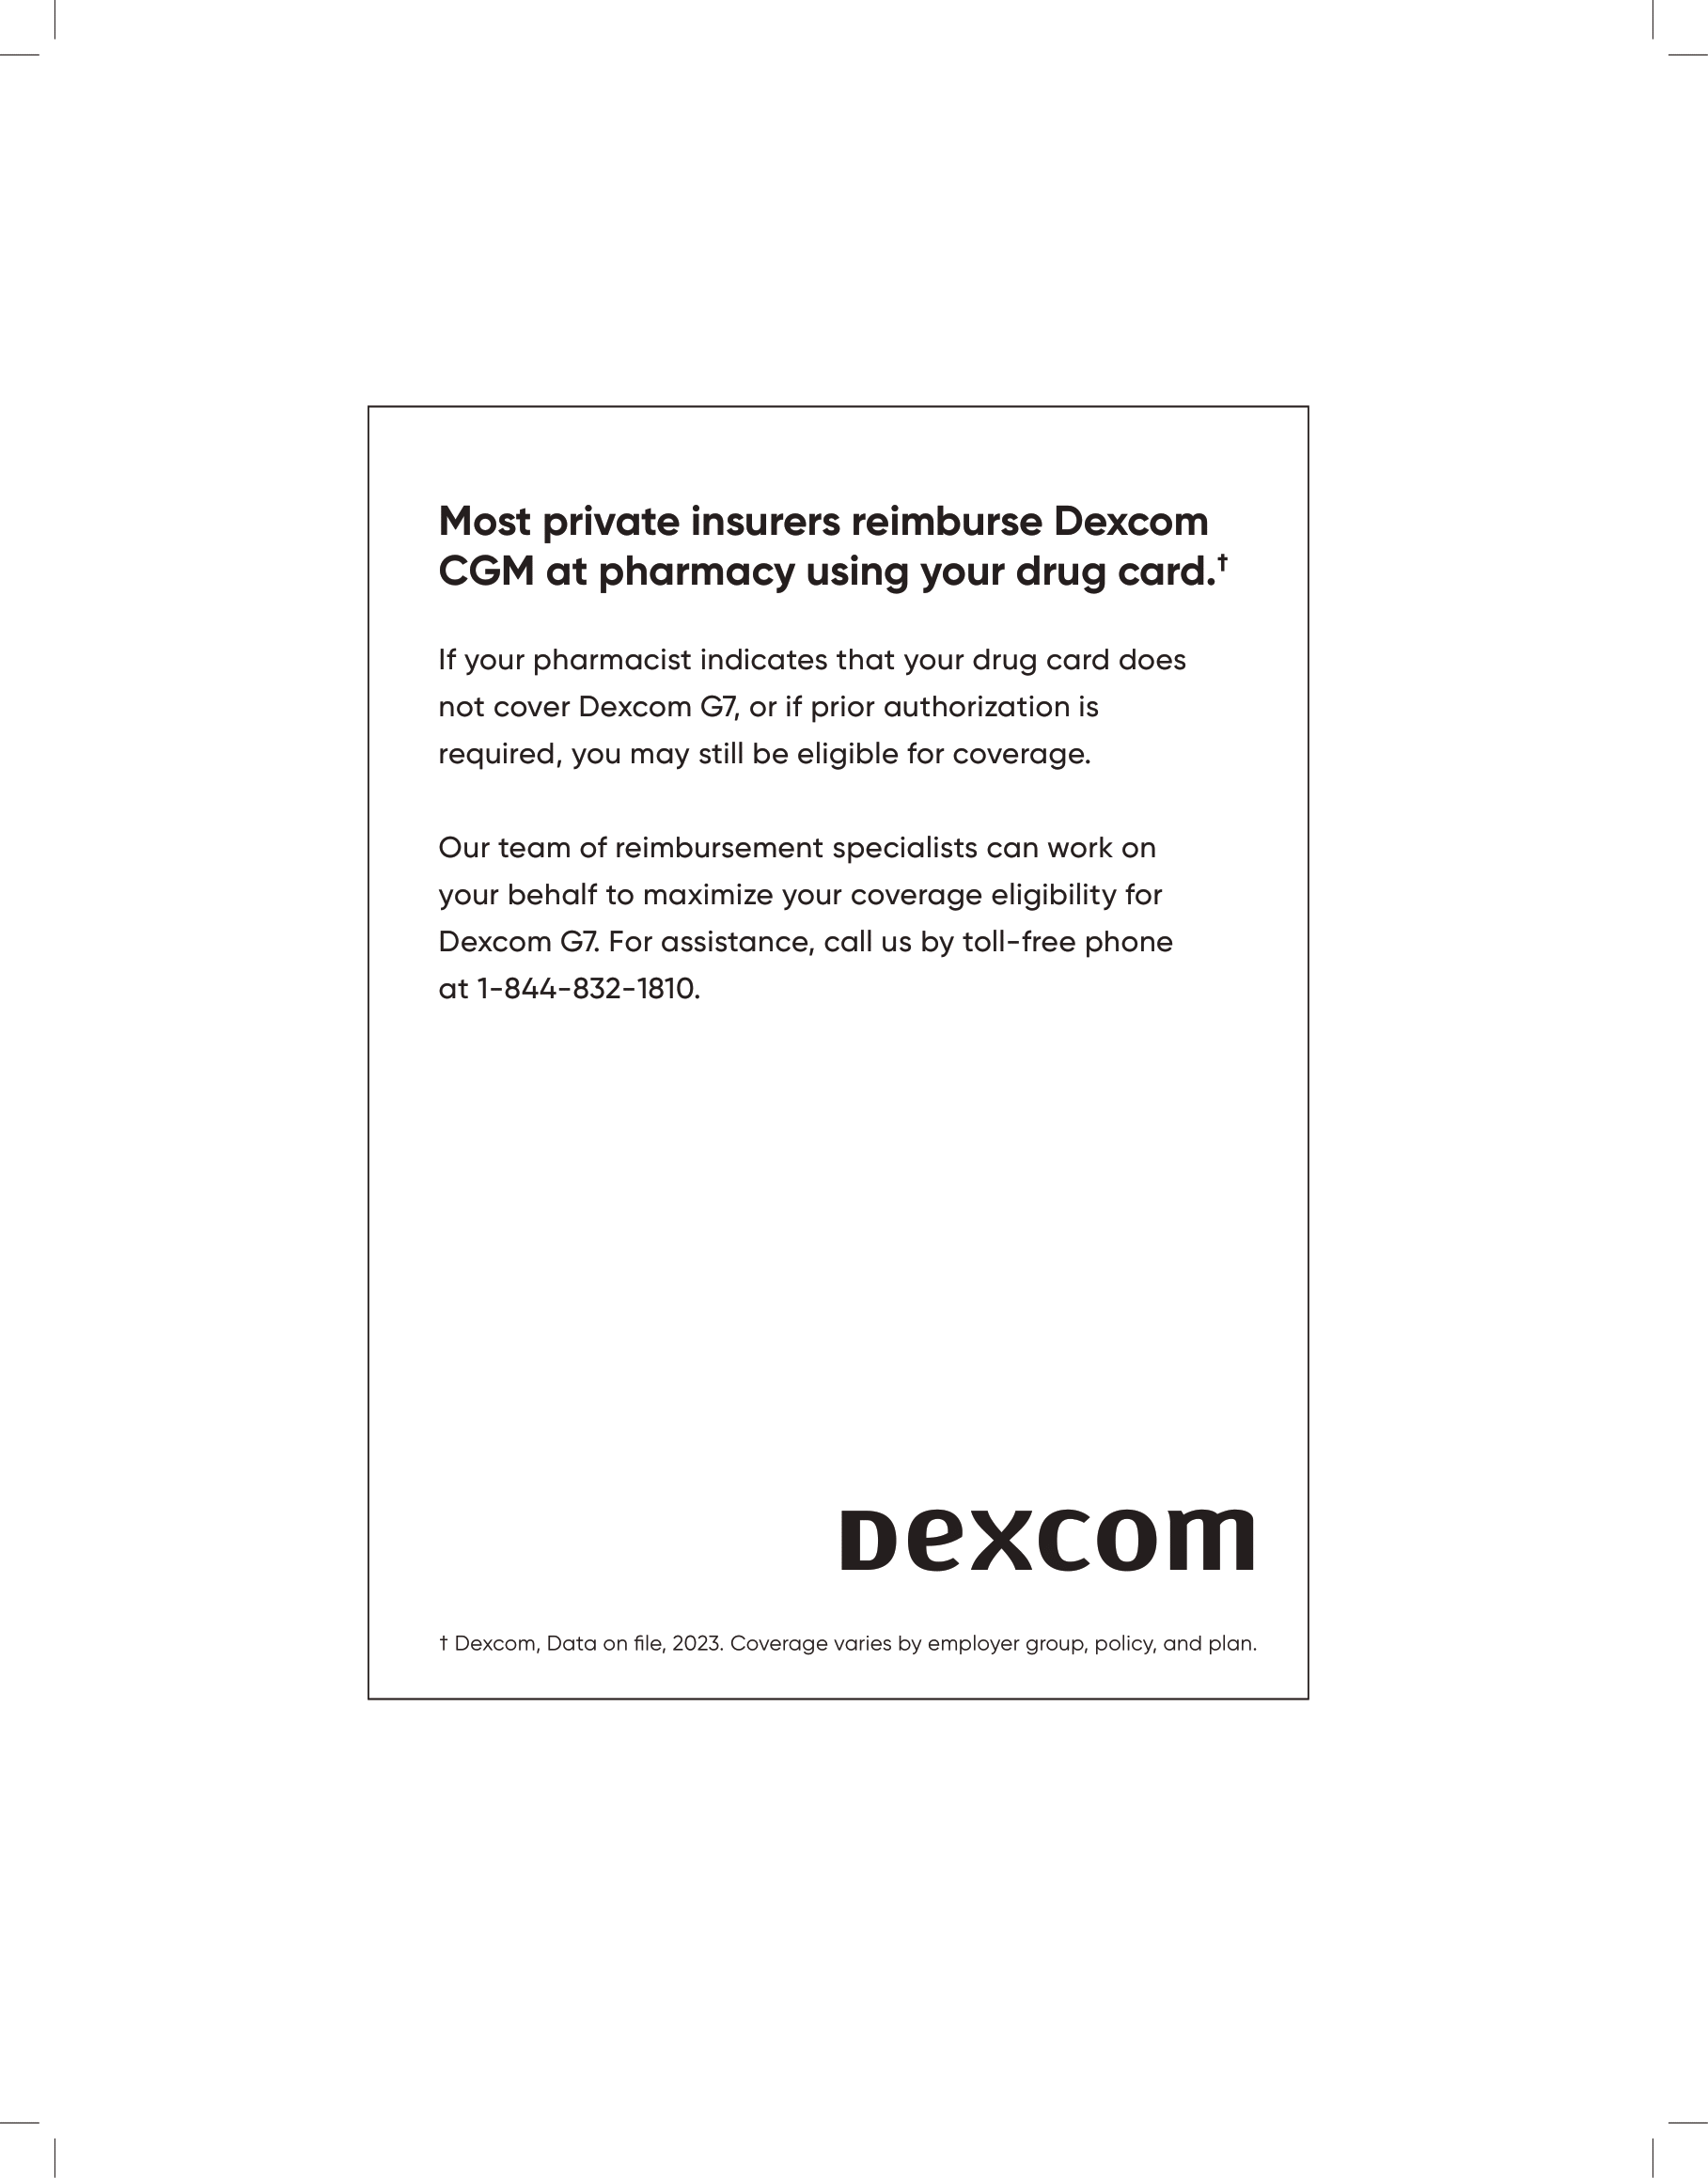 Most private insurers reimburse Dexcom
CGM at pharmacy using your drug card.†
If your pharmacist indicates that your drug card does
not cover Dexcom G7, or if prior authorization is
required, you may still be eligible for coverage.
Our team of reimbursement specialists can work on
your behalf to maximize your coverage eligibility for
Dexcom G7. For assistance, call us by toll-free phone
at 1-844-832-1810.
Dexcom
† Dexcom, Data on file, 2023. Coverage varies by employer group, policy, and plan.